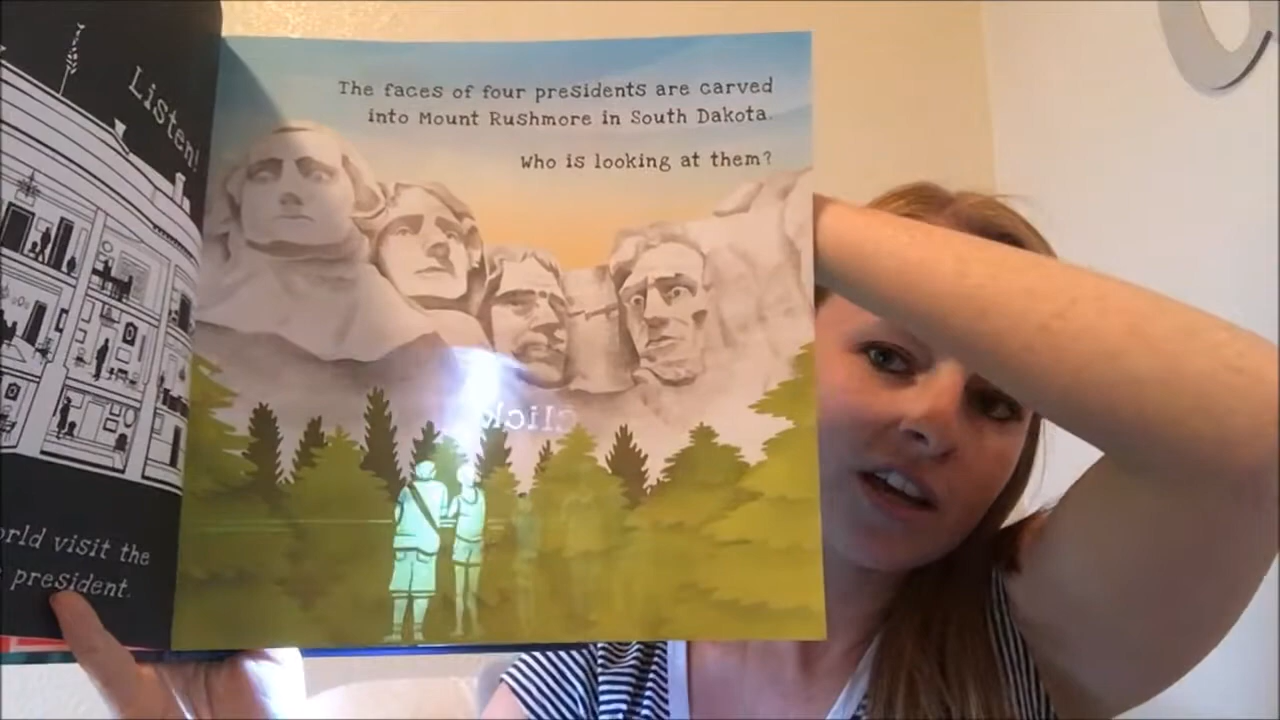 Listen!
orld visit the
president.
The faces of four presidents are carved
into Mount Rushmore in South Dakota.
Who is looking at them?
click